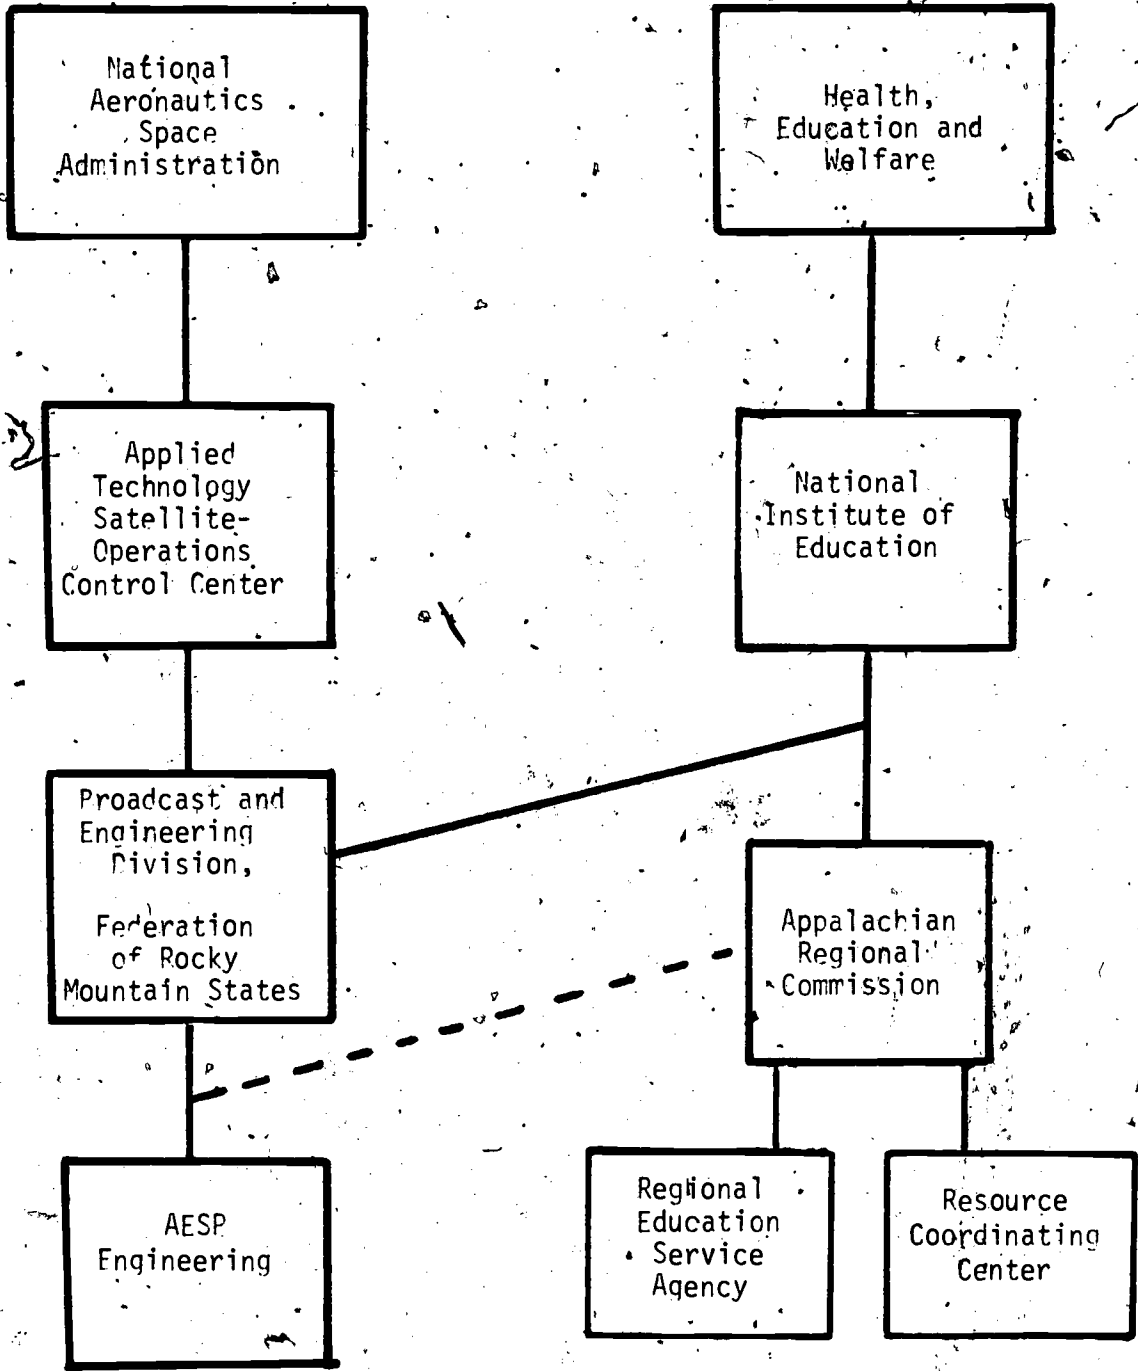 National
Aeronautics
Space
Administration
Health,
Education and
Welfare
Applied
Technology
Satellite-
Operations
Control Center
National
Institute of
Education
Broadcast and
Engineering
Division,
Federation
of Rocky
Mountain States
Appalachian
Regional
Commission
AESP
Engineering
Regional
Education
Service
Agency
Resource
Coordinating
Center